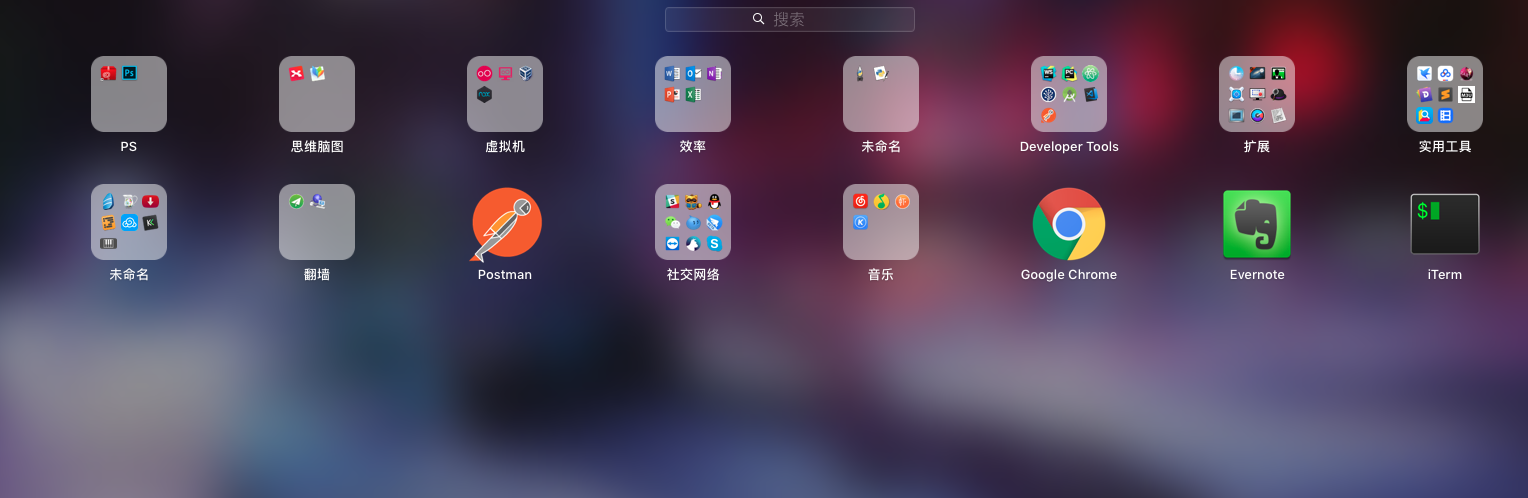 搜索
PS
思维脑图
虚拟机
效率
未命名
Developer Tools
扩展
实用工具
未命名
翻墙
Postman
社交网络
音乐
Google Chrome
Evernote
iTerm